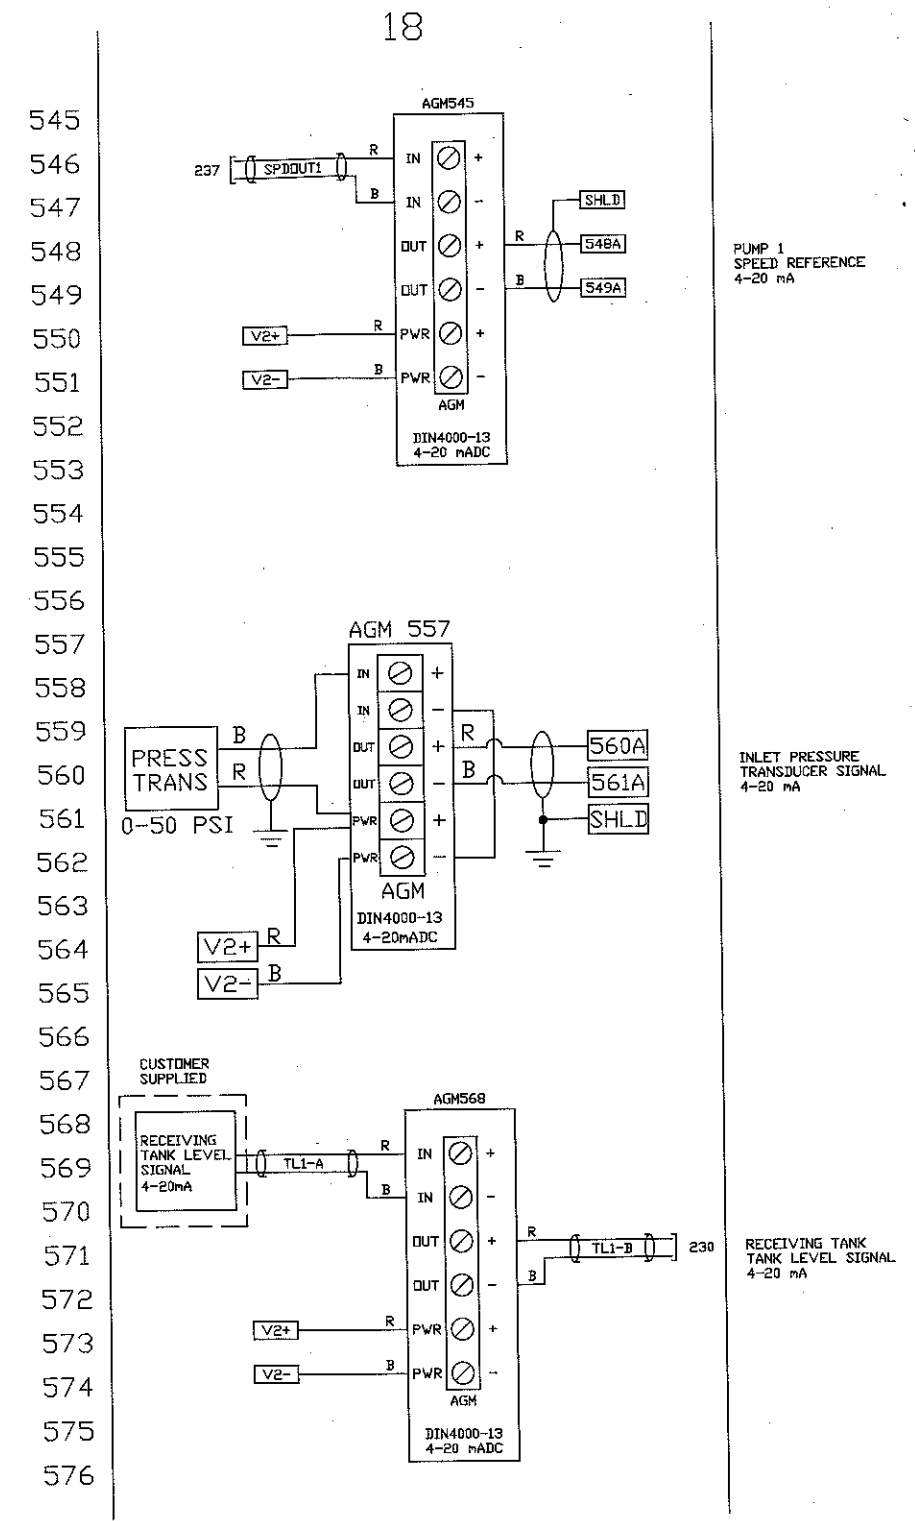 18
545
546
547
548
549
550
551
552
553
554
555
556
557
558
559
560
561
562
563
564
565
566
567
568
569
570
571
572
573
574
575
576
AGM545
237
SPDOUT1
R
IN
+
B
IN
-
SHLD
OUT
+
R
548A
OUT
-
B
549A
V2+
R
PWR
+
V2-
B
PWR
-
AGM
DIN4000-13
4-20 mADC
PUMP 1
SPEED REFERENCE
4-20 mA
AGM 557
IN
+
IN
-
PRESS
TRANS
0-50 PSI
B
R
OUT
+
R
560A
OUT
-
B
561A
PWR
+
SHLD
PWR
-
AGM
DIN4000-13
4-20mADC
V2+
R
V2-
B
INLET PRESSURE
TRANSDUCER SIGNAL
4-20 mA
CUSTOMER
SUPPLIED
RECEIVING
TANK LEVEL
SIGNAL
4-20mA
TL1-A
AGM568
R
IN
+
B
IN
-
OUT
+
R
TL1-B
230
OUT
-
B
V2+
R
PWR
+
V2-
B
PWR
-
AGM
DIN4000-13
4-20 mADC
RECEIVING TANK
TANK LEVEL SIGNAL
4-20 mA